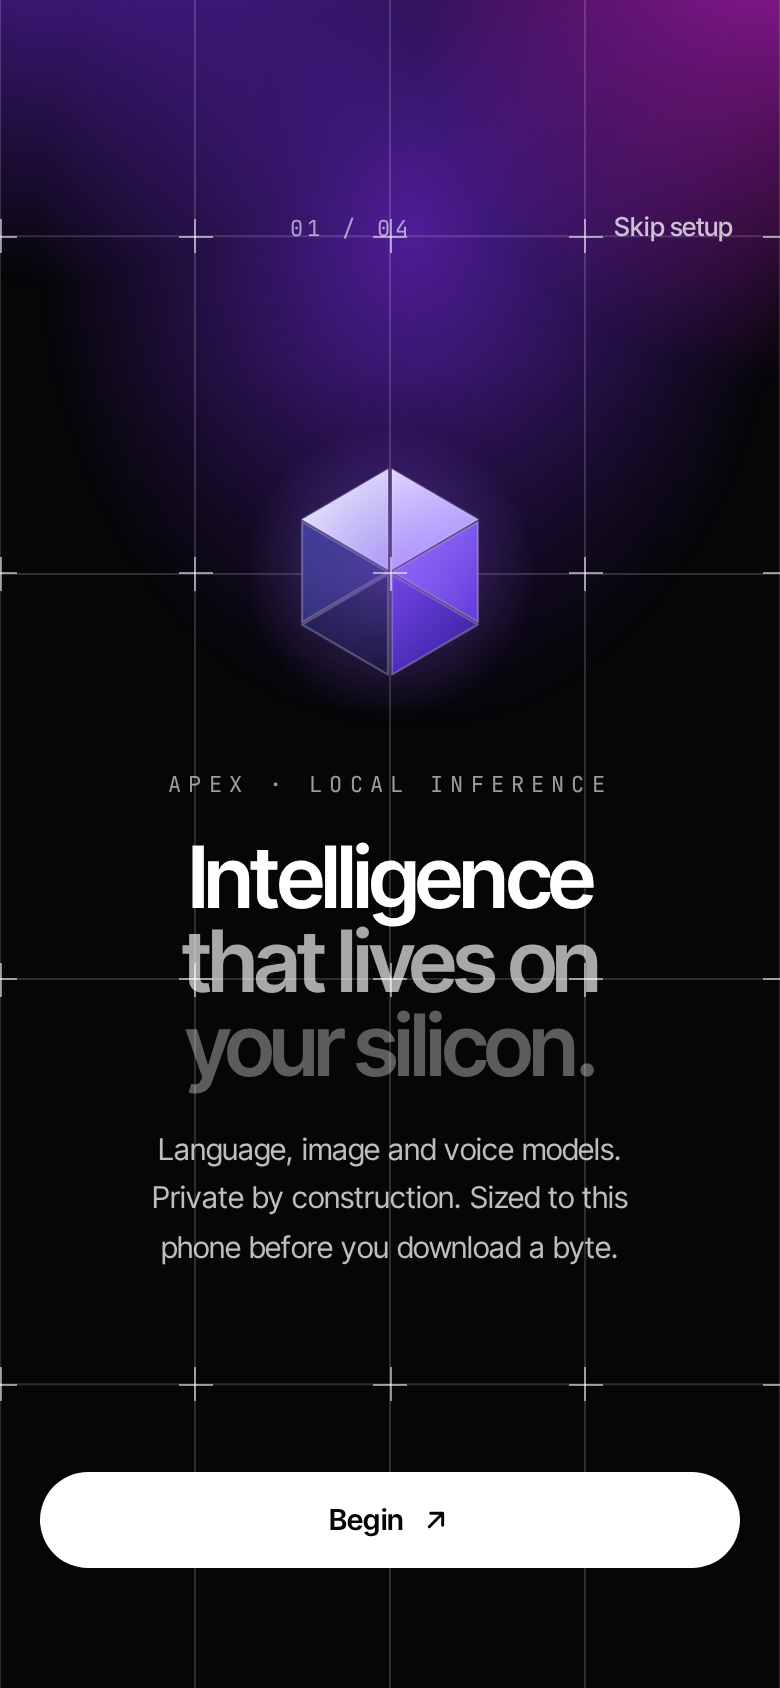 01 / 04
Skip setup
APEX · LOCAL INFERENCE
Intelligence
that lives on
your silicon.
Language, image and voice models.
Private by construction. Sized to this
phone before you download a byte.
Begin